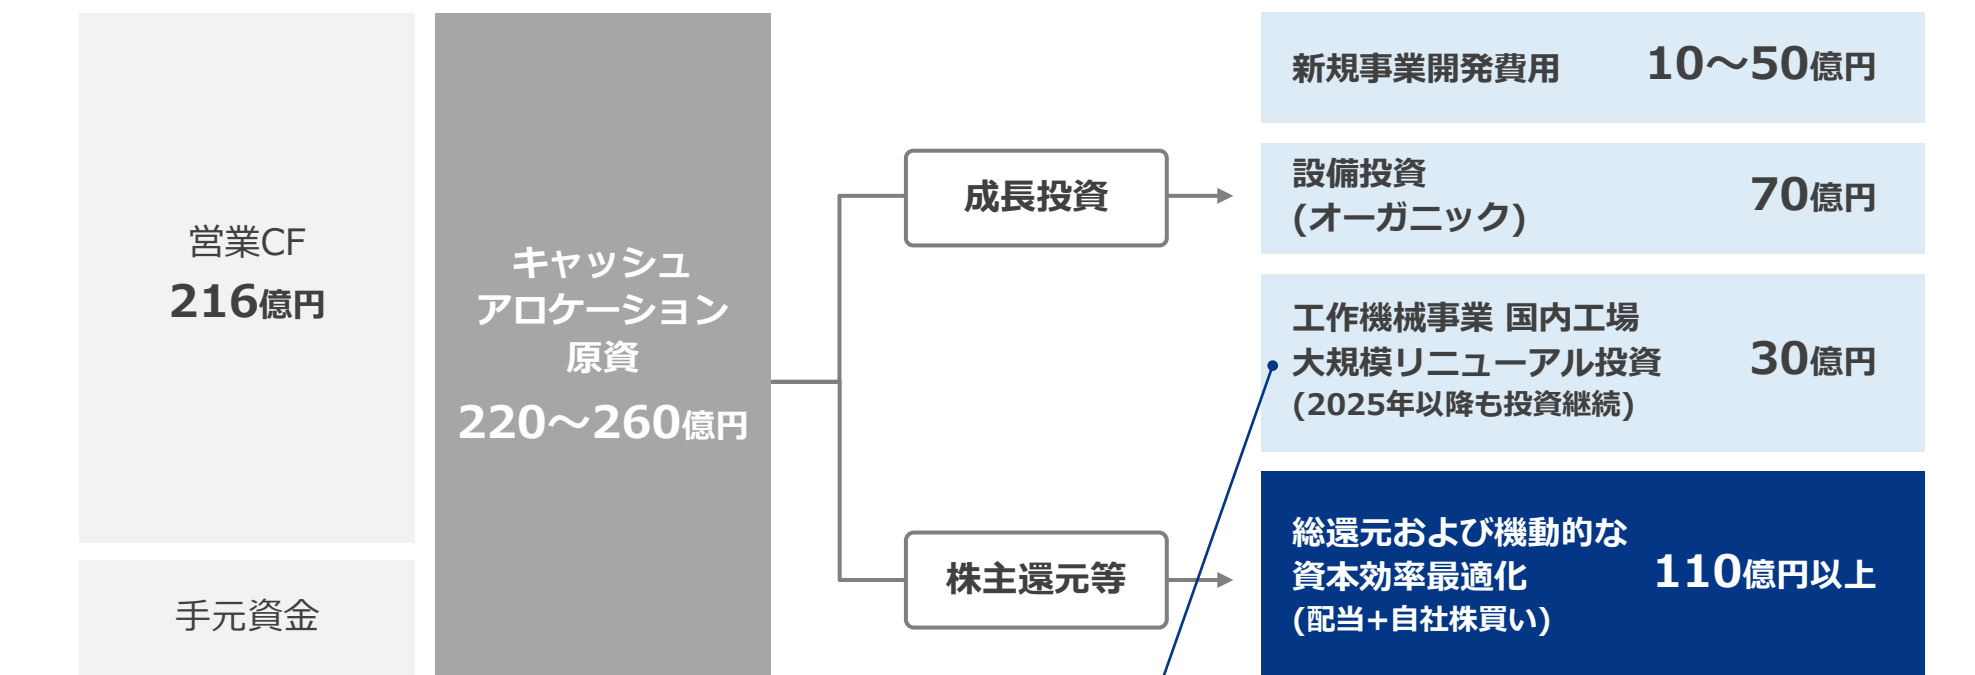 営業CF
216億円
手元資金
キャッシュ
アロケーション
原資
220～260億円
成長投資
株主還元等
新規事業開発費用 10～50億円
設備投資
(オーガニック) 70億円
工作機械事業 国内工場
大規模リニューアル投資 30億円
(2025年以降も投資継続)
総還元および機動的な
資本効率最適化 110億円以上
(配当+自社株買い)